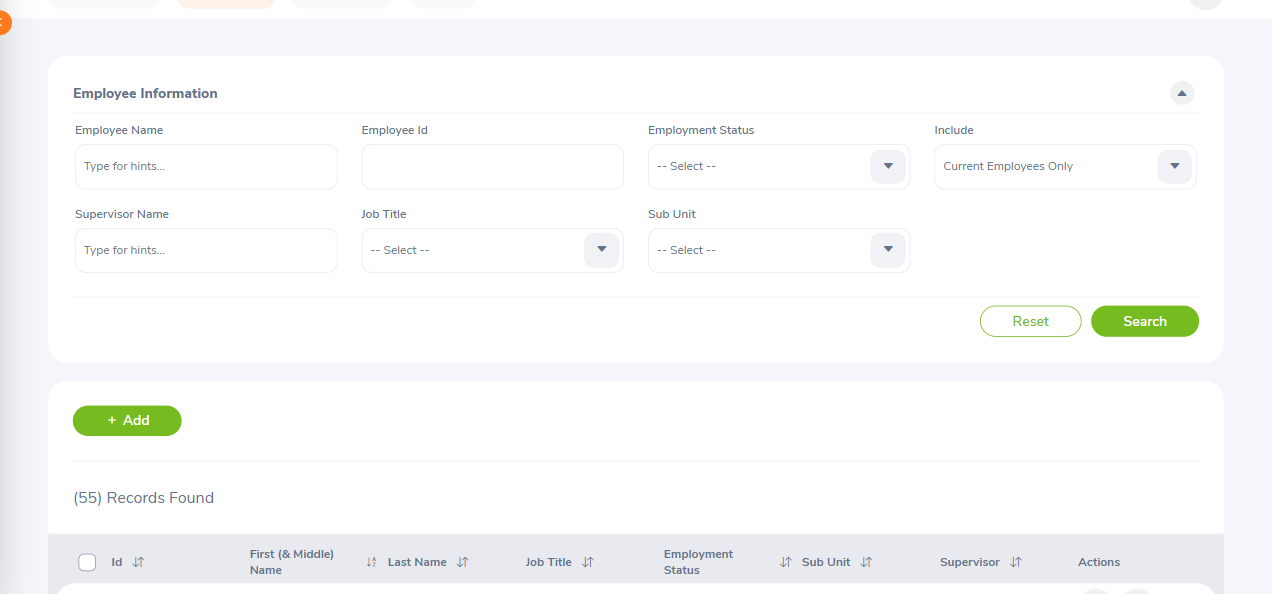 Employee Information
Employee Name
Employee Id
Employment Status
Include
Type for hints...
-- Select --
Current Employees Only
Supervisor Name
Job Title
Sub Unit
Type for hints...
-- Select --
-- Select --
Reset
Search
+ Add
(55) Records Found
Id
First (& Middle)
Name
Last Name
Job Title
Employment
Status
Sub Unit
Supervisor
Actions